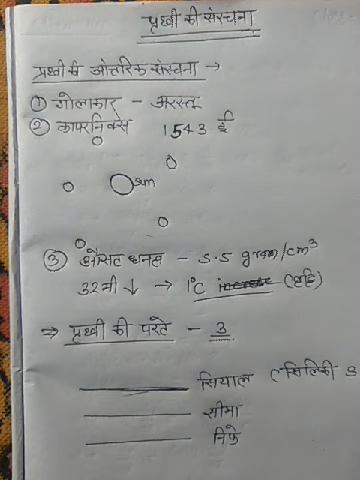 पृथ्वी की संरचना
पृथ्वी की आंतरिक संरचना →
① गोलाकार - अरस्तू
② कापरनिकस 1543 ई
sun
③ औसत घनत्व - 5.5 gram/cm³
32मी ↓ → 1°C (वृद्धि)
⇒ पृथ्वी की परते - 3
सियाल (सिलिकी
सीमा
निफे